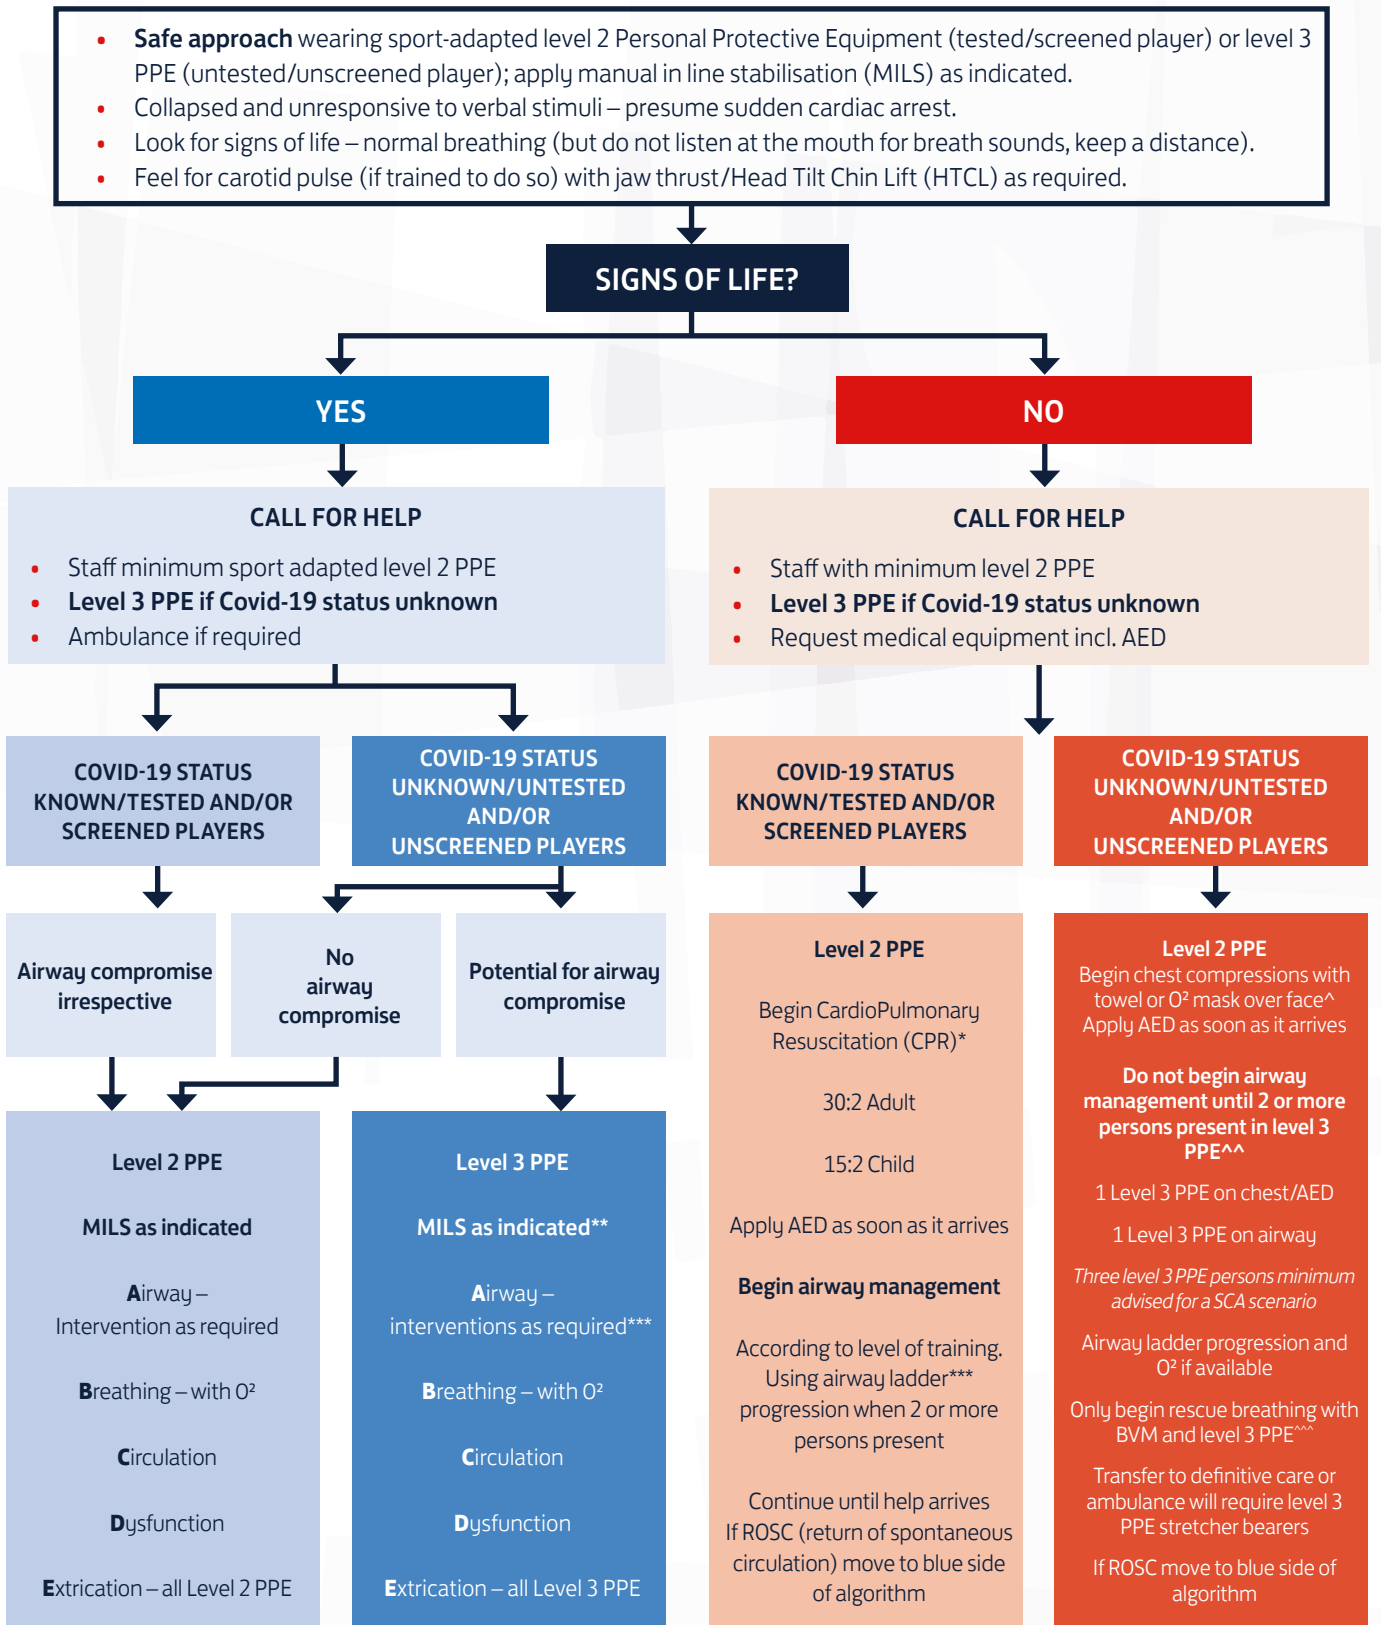 • Safe approach wearing sport-adapted level 2 Personal Protective Equipment (tested/screened player) or level 3
PPE (untested/unscreened player); apply manual in line stabilisation (MILS) as indicated.
• Collapsed and unresponsive to verbal stimuli – presume sudden cardiac arrest.
• Look for signs of life – normal breathing (but do not listen at the mouth for breath sounds, keep a distance).
• Feel for carotid pulse (if trained to do so) with jaw thrust/Head Tilt Chin Lift (HTCL) as required.
SIGNS OF LIFE?
YES
CALL FOR HELP
• Staff minimum sport adapted level 2 PPE
• Level 3 PPE if Covid-19 status unknown
• Ambulance if required
COVID-19 STATUS
KNOWN/TESTED AND/OR
SCREENED PLAYERS
COVID-19 STATUS
UNKNOWN/UNTESTED
AND/OR
UNSCREENED PLAYERS
Airway compromise
irrespective
No
airway
compromise
Potential for airway
compromise
Level 2 PPE
MILS as indicated
Airway –
Intervention as required
Breathing – with O²
Circulation
Dysfunction
Extrication – all Level 2 PPE
Level 3 PPE
MILS as indicated**
Airway –
interventions as required***
Breathing – with O²
Circulation
Dysfunction
Extrication – all Level 3 PPE
NO
CALL FOR HELP
• Staff with minimum level 2 PPE
• Level 3 PPE if Covid-19 status unknown
• Request medical equipment incl. AED
COVID-19 STATUS
KNOWN/TESTED AND/OR
SCREENED PLAYERS
COVID-19 STATUS
UNKNOWN/UNTESTED
AND/OR
UNSCREENED PLAYERS
Level 2 PPE
Begin CardioPulmonary
Resuscitation (CPR)*
30:2 Adult
15:2 Child
Apply AED as soon as it arrives
Begin airway management
According to level of training.
Using airway ladder***
progression when 2 or more
persons present
Continue until help arrives
If ROSC (return of spontaneous
circulation) move to blue side
of algorithm
Level 2 PPE
Begin chest compressions with
towel or O² mask over face^
Apply AED as soon as it arrives
Do not begin airway
management until 2 or more
persons present in level 3
PPE^^
1 Level 3 PPE on chest/AED
1 Level 3 PPE on airway
Three level 3 PPE persons minimum
advised for a SCA scenario
Airway ladder progression and
O² if available
Only begin rescue breathing with
BVM and level 3 PPE^^^
Transfer to definitive care or
ambulance will require level 3
PPE stretcher bearers
If ROSC move to blue side of
algorithm